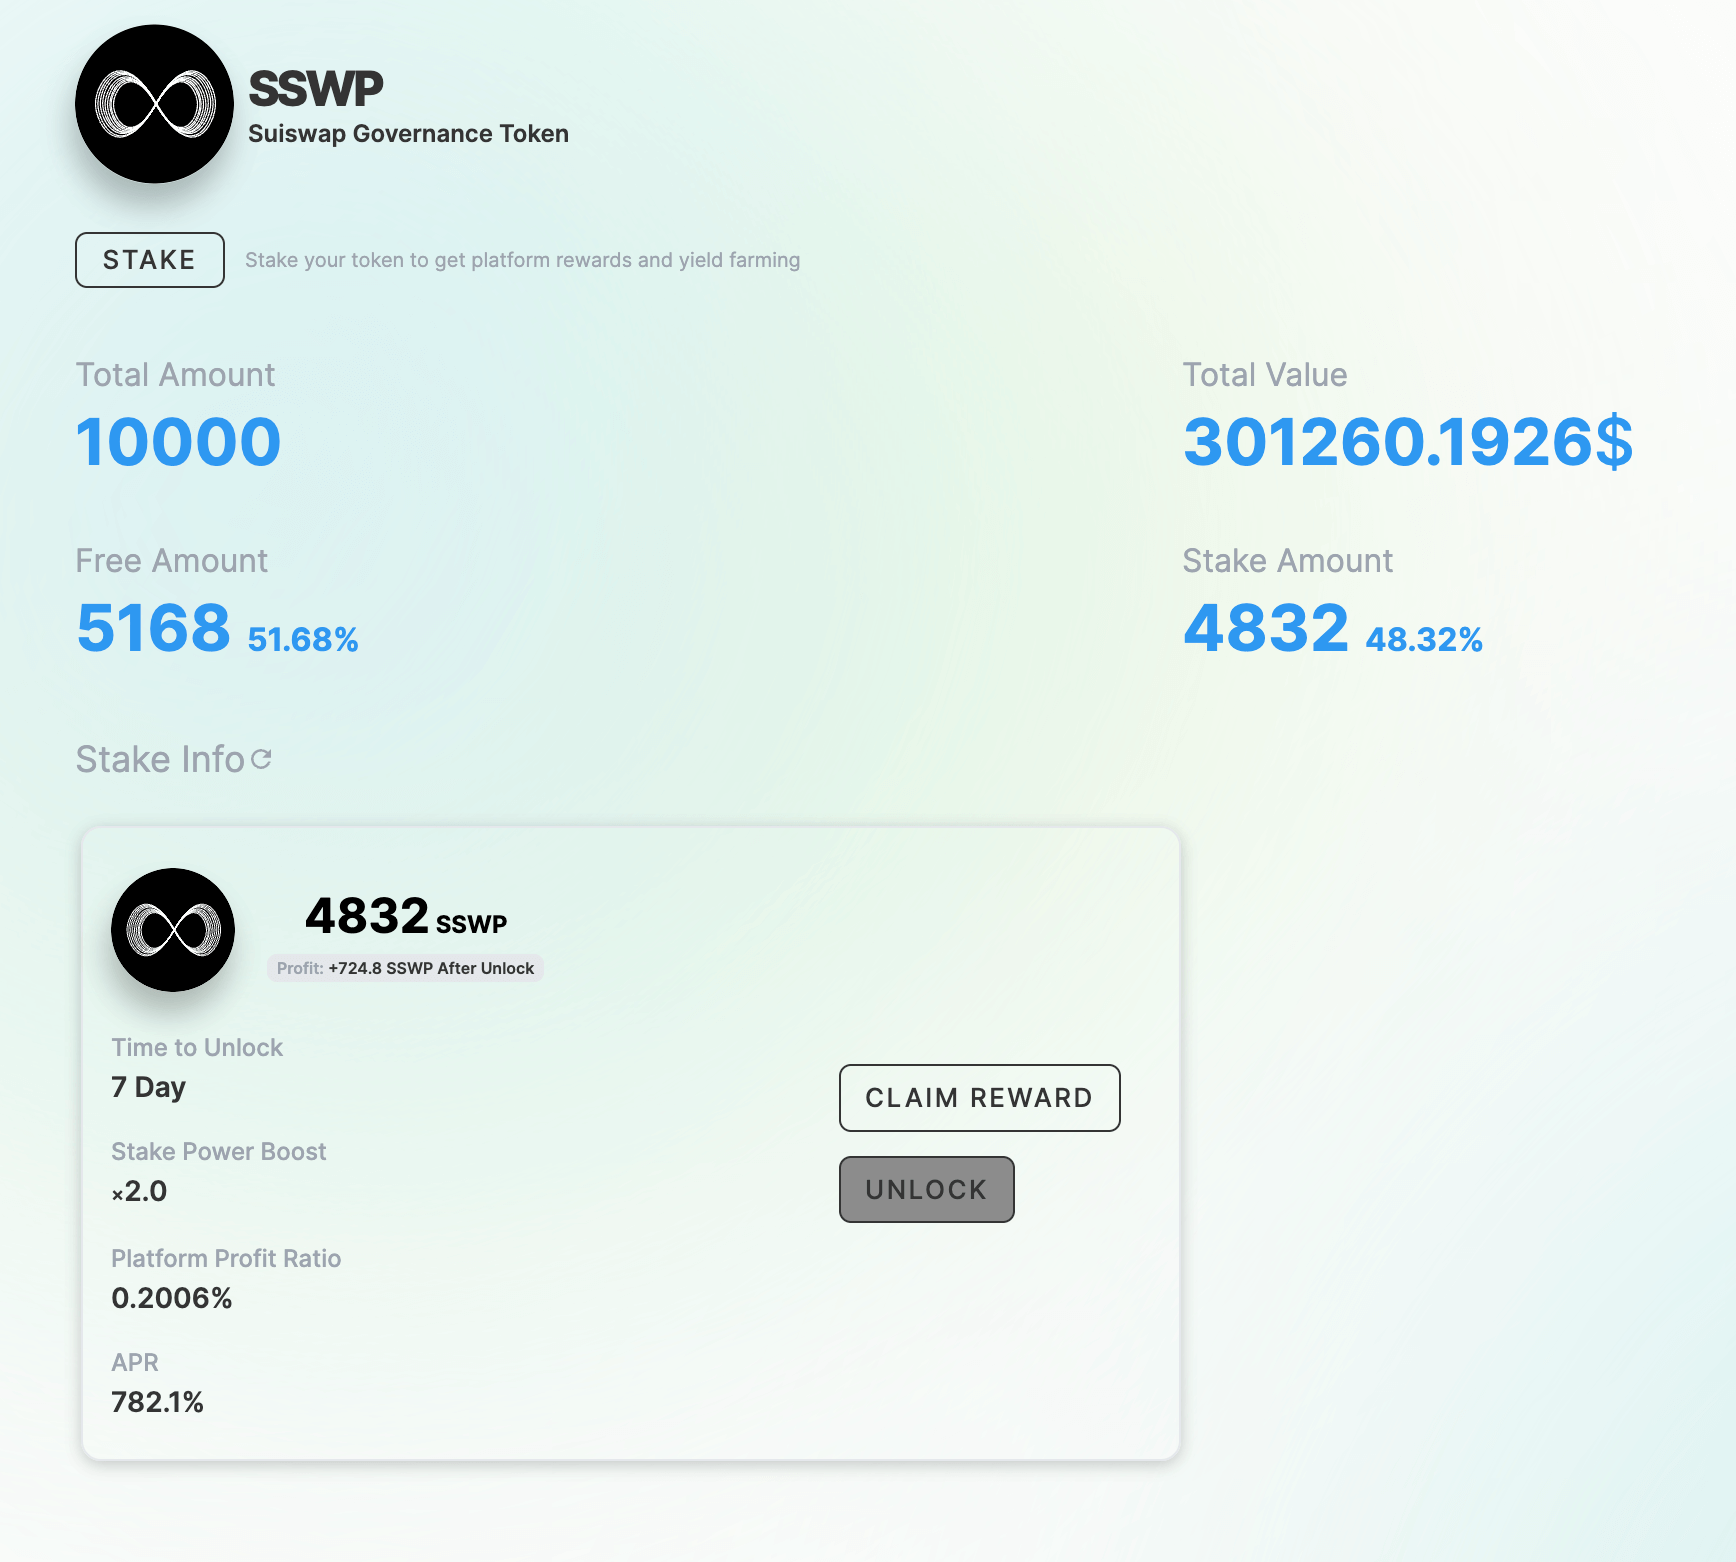 SSWP
Suiswap Governance Token
STAKE Stake your token to get platform rewards and yield farming
Total Amount
10000
Total Value
301260.1926$
Free Amount
5168 51.68%
Stake Amount
4832 48.32%
Stake Info
4832 SSWP
Profit: +724.8 SSWP After Unlock
Time to Unlock
7 Day
Stake Power Boost
×2.0
Platform Profit Ratio
0.2006%
APR
782.1%
CLAIM REWARD
UNLOCK